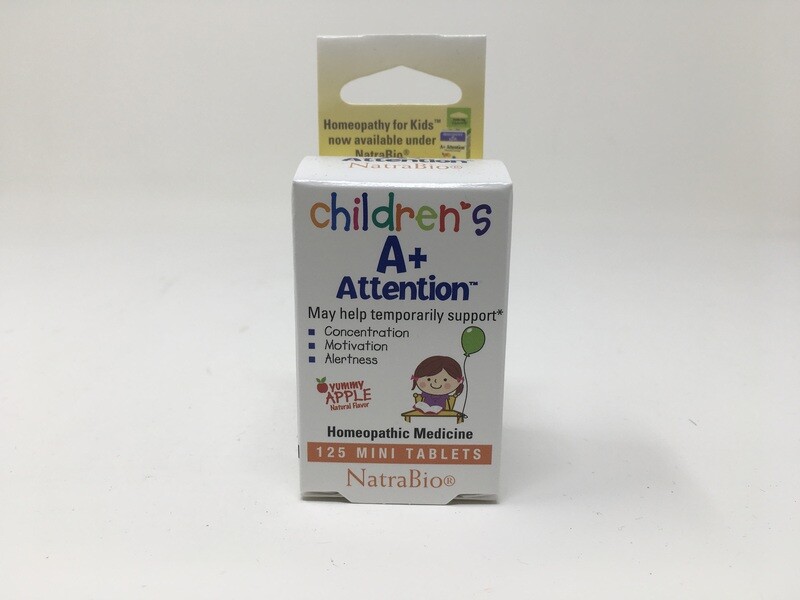 Homeopathy for Kids™
now available under
NatraBio®
Attention™
NatraBio®
children's
A+
Attention™
May help temporarily support*
Concentration
Motivation
Alertness
yummy
APPLE
Natural Flavor
Homeopathic Medicine
125 MINI TABLETS
NatraBio®